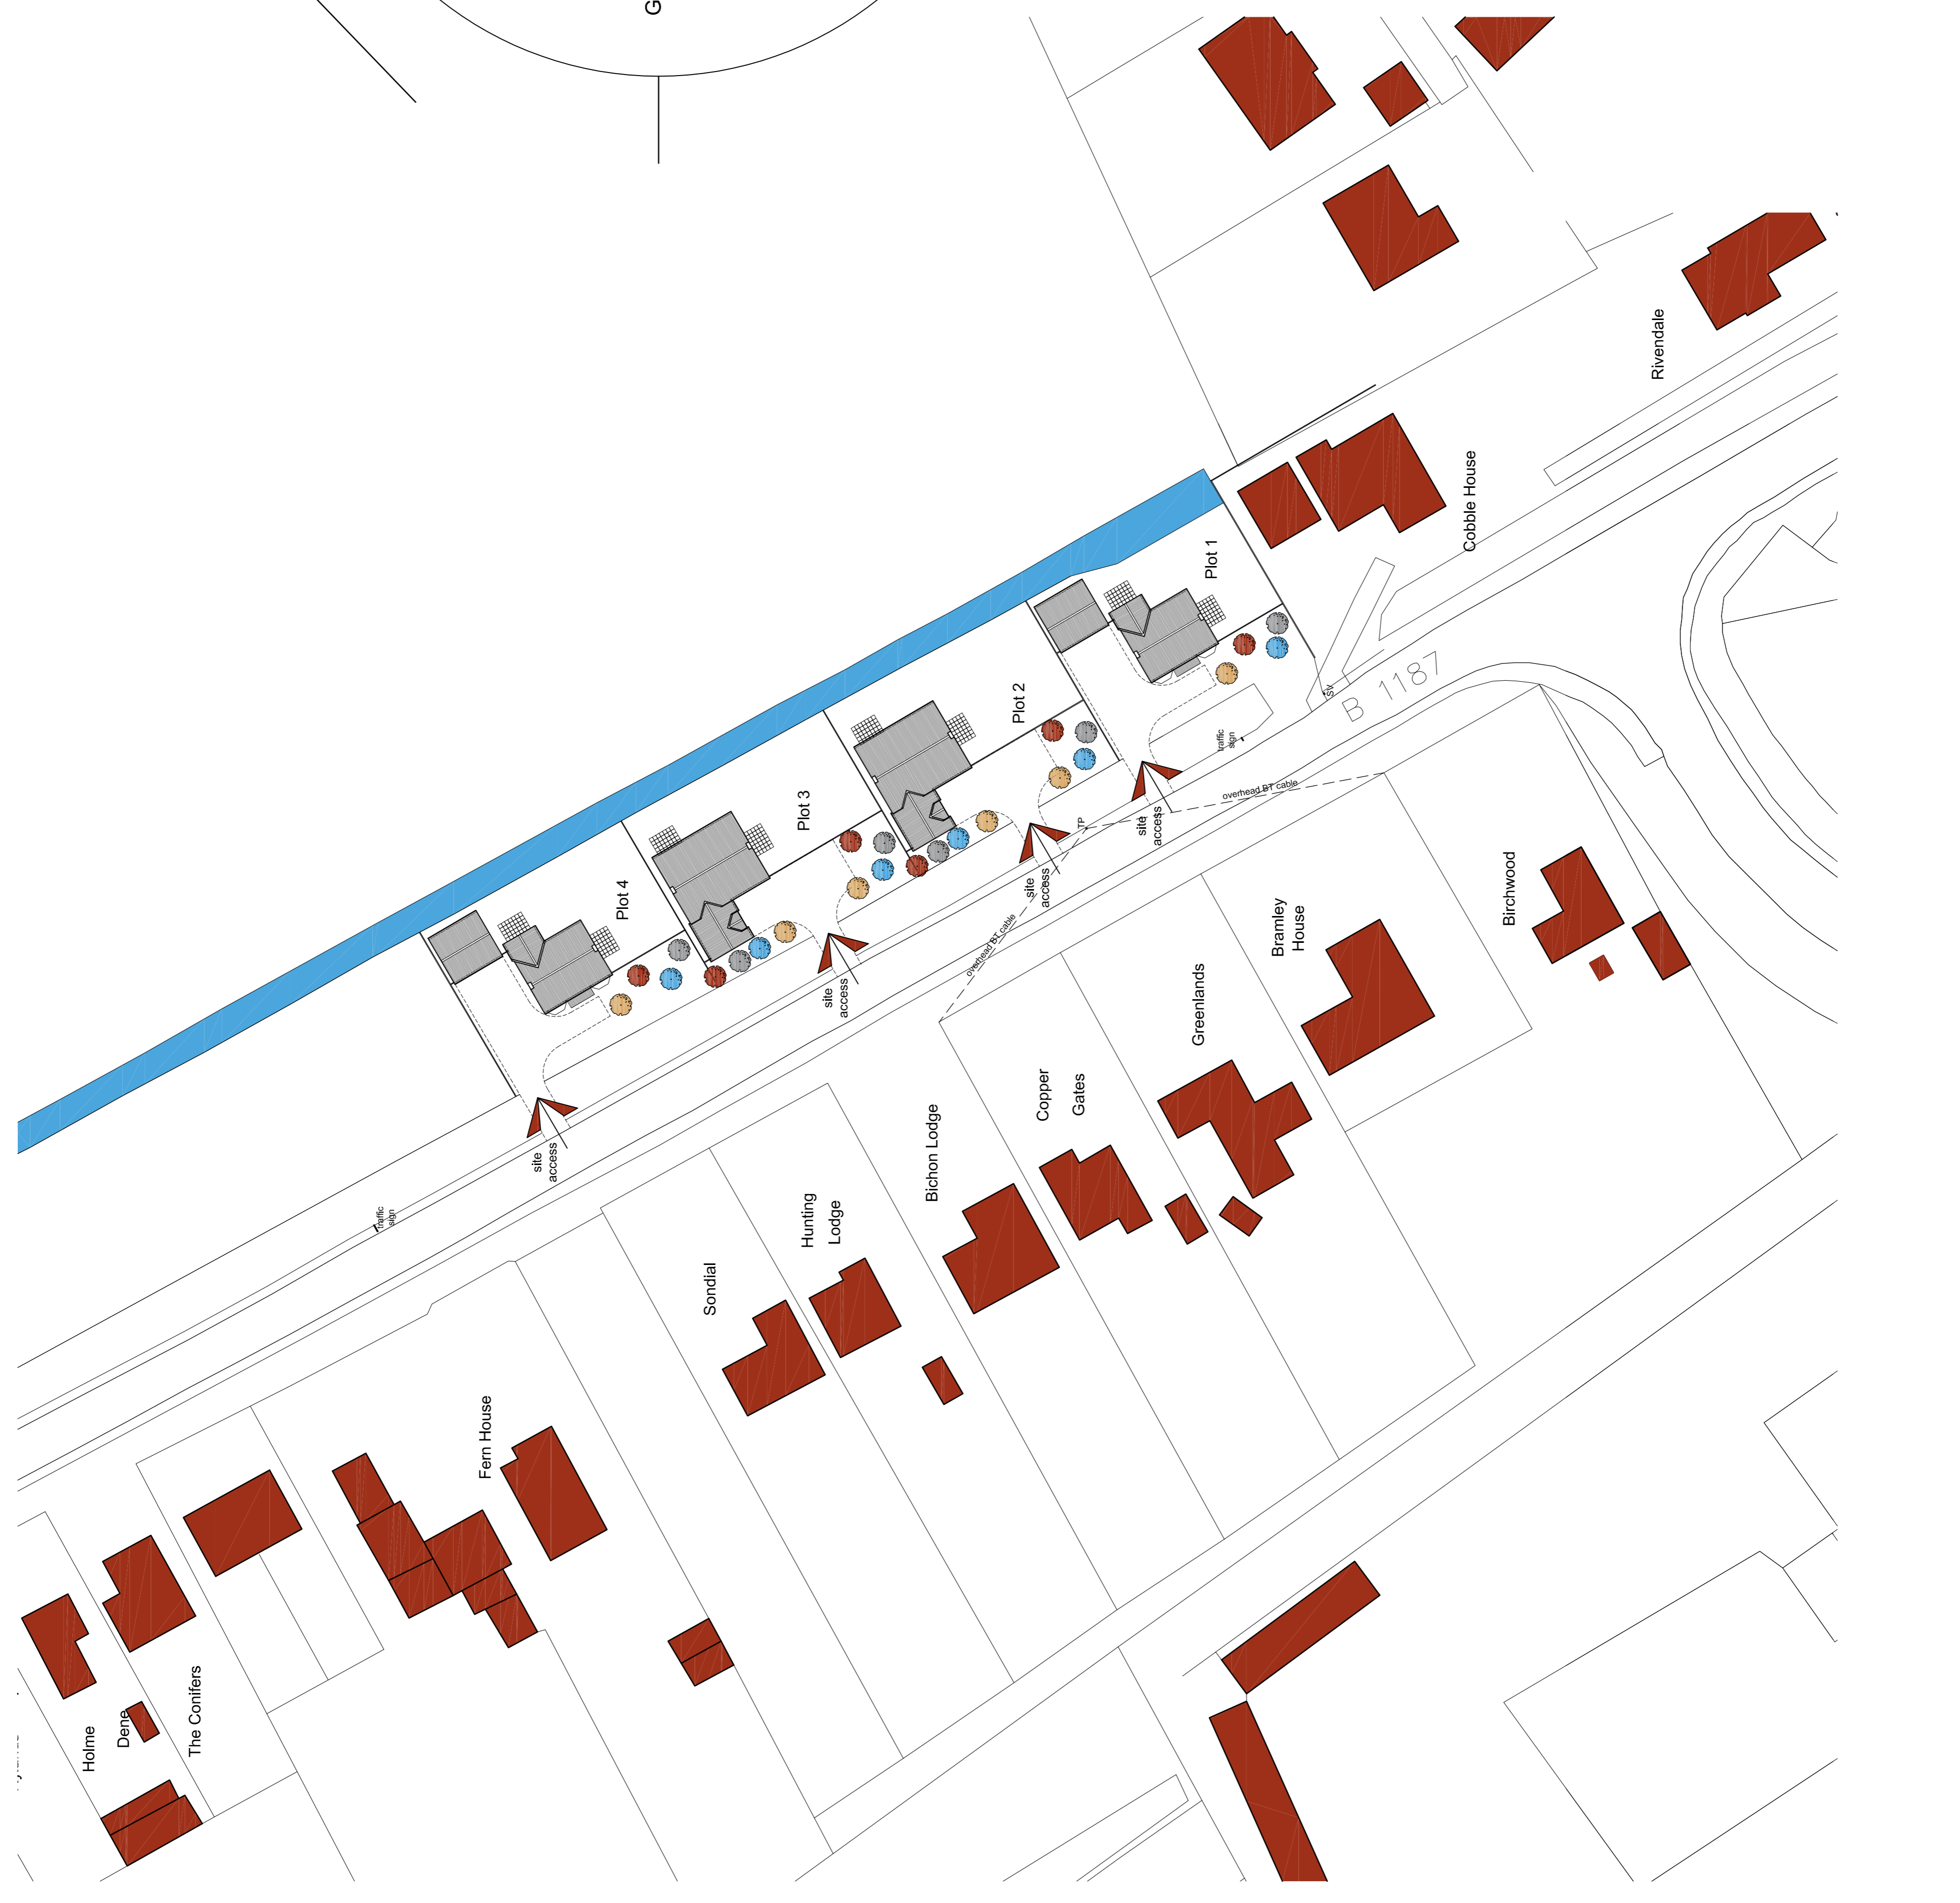 G
Rivendale
Cobble House
Plot 1
B 1187
SV
traffic
sign
Plot 2
overhead BT cable
TP
site
access
Plot 3
site
access
overhead BT cable
Plot 4
site
access
site
access
traffic
sign
Birchwood
Bramley
House
Greenlands
Copper
Gates
Bichon Lodge
Hunting
Lodge
Sondial
Fern House
The Conifers
Holme
Dene